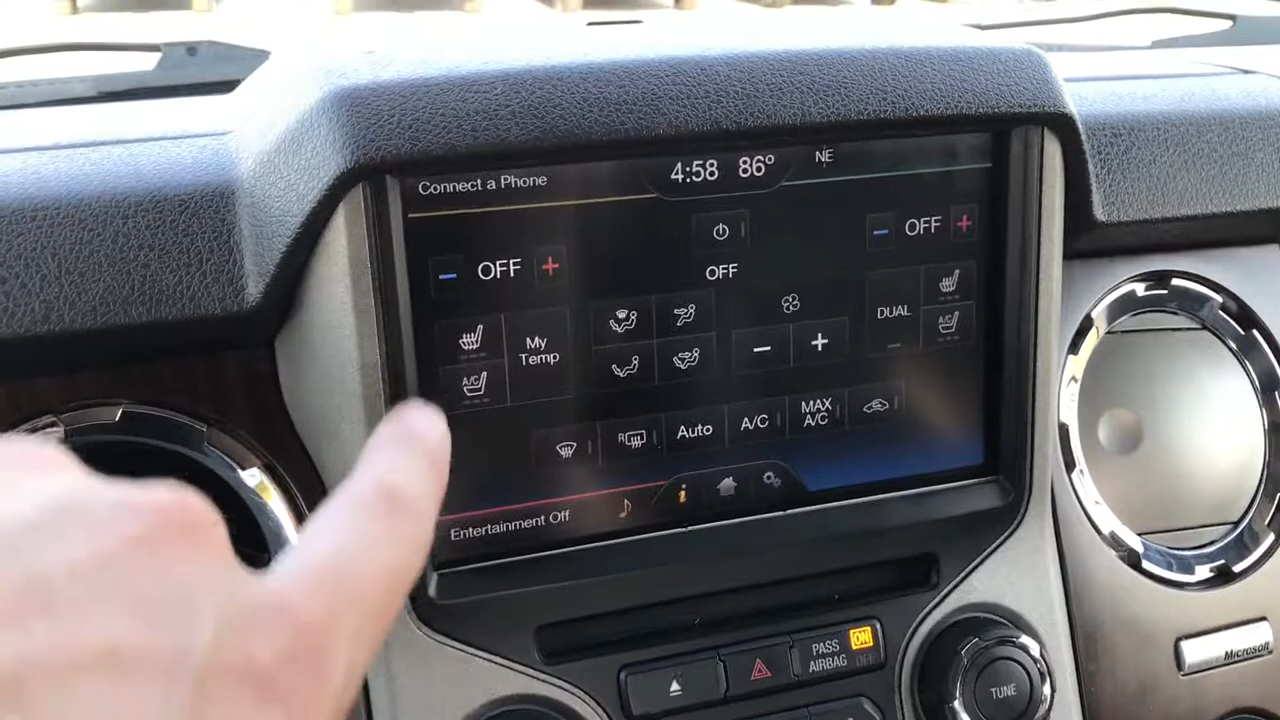 Connect a Phone
4:58 86°
NE
− OFF +
OFF
− OFF +
My
Temp
A/C
− +
DUAL
A/C
R
Auto
A/C
MAX
A/C
i
Entertainment Off
PASS
AIRBAG
ON
OFF
TUNE
Microsoft